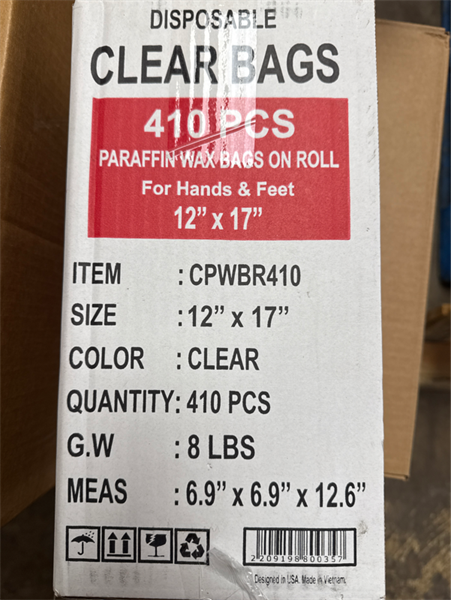 DISPOSABLE
CLEAR BAGS
410 PCS
PARAFFIN WAX BAGS ON ROLL
For Hands & Feet
12” x 17”
ITEM : CPWBR410
SIZE : 12” x 17”
COLOR : CLEAR
QUANTITY: 410 PCS
G.W : 8 LBS
MEAS : 6.9” x 6.9” x 12.6”
2209198800357
Designed in USA. Made in Vietnam.